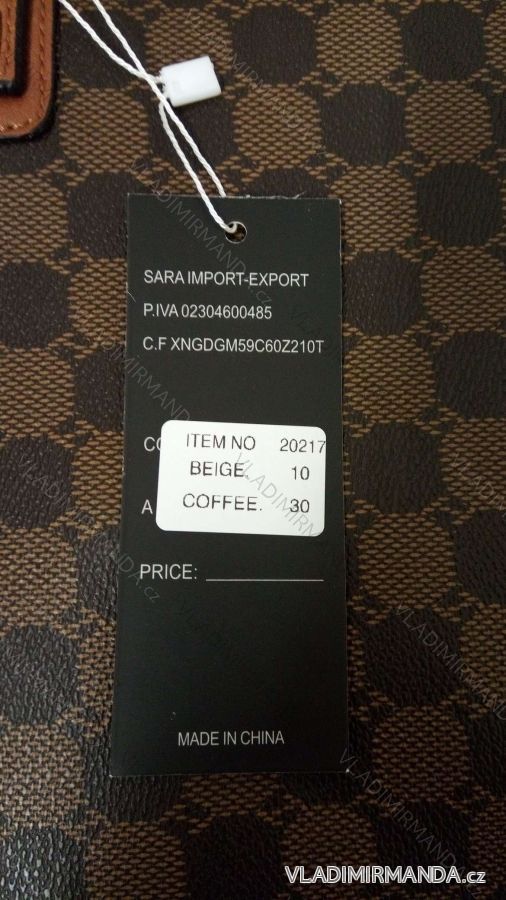 SARA IMPORT-EXPORT
P.IVA 02304600485
C.F XNGDGM59C60Z210T
ITEM NO 20217
BEIGE. 10
COFFEE. 30
PRICE:
MADE IN CHINA
VLADIMIRMANDA.cz